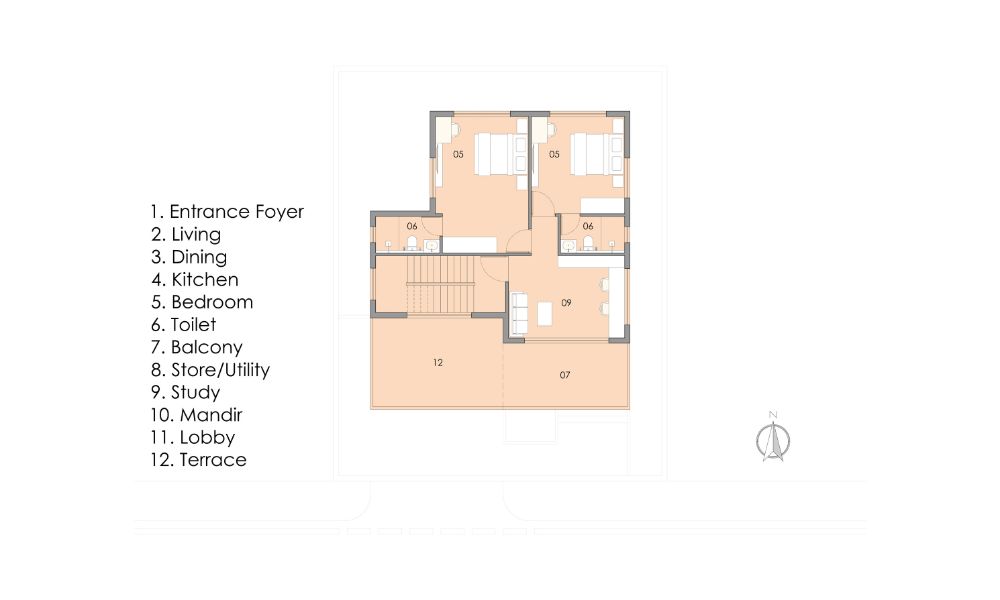 05
05
06
06
1. Entrance Foyer
2. Living
3. Dining
4. Kitchen
5. Bedroom
6. Toilet
7. Balcony
8. Store/Utility
9. Study
10. Mandir
11. Lobby
12. Terrace
09
12
07
N